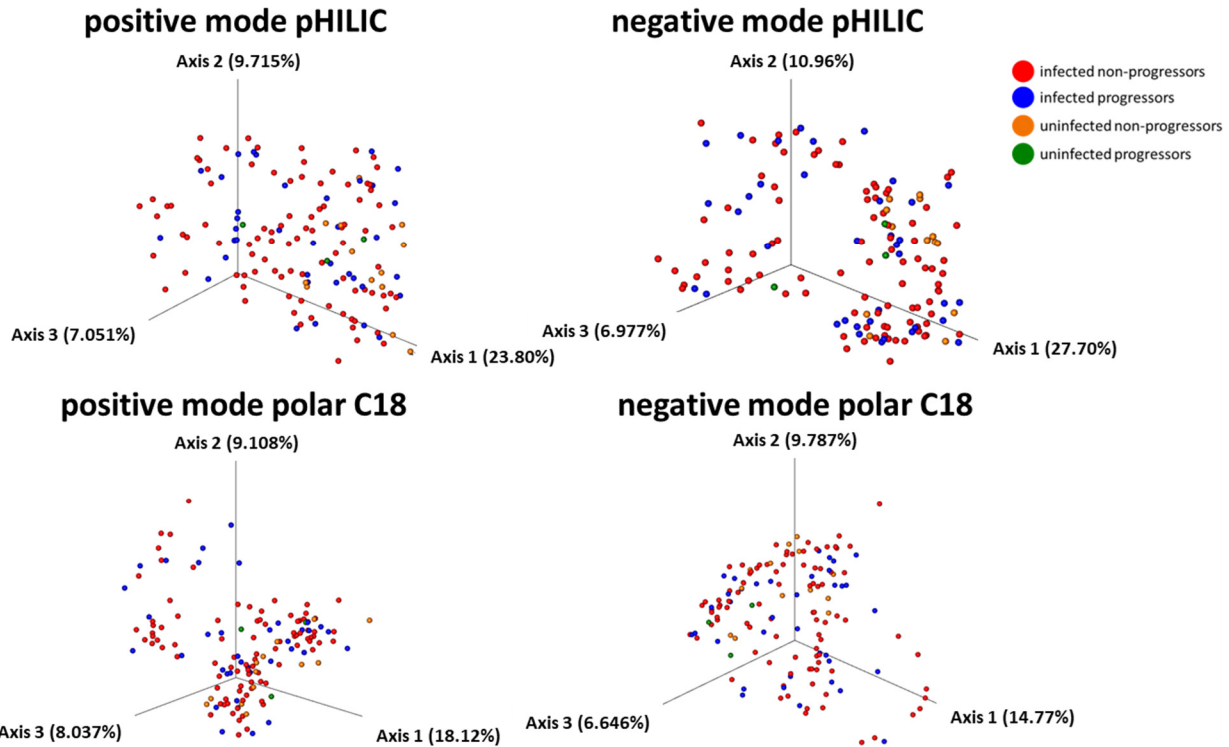 positive mode pHILIC
Axis 2 (9.715%)
Axis 3 (7.051%)
Axis 1 (23.80%)
negative mode pHILIC
Axis 2 (10.96%)
Axis 3 (6.977%)
Axis 1 (27.70%)
infected non-progressors
infected progressors
uninfected non-progressors
uninfected progressors
positive mode polar C18
Axis 2 (9.108%)
Axis 3 (8.037%)
Axis 1 (18.12%)
negative mode polar C18
Axis 2 (9.787%)
Axis 3 (6.646%)
Axis 1 (14.77%)